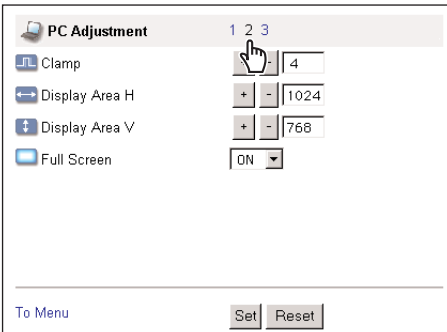 PC Adjustment 1 2 3
Clamp + - 4
Display Area H + - 1024
Display Area V + - 768
Full Screen ON
To Menu Set Reset